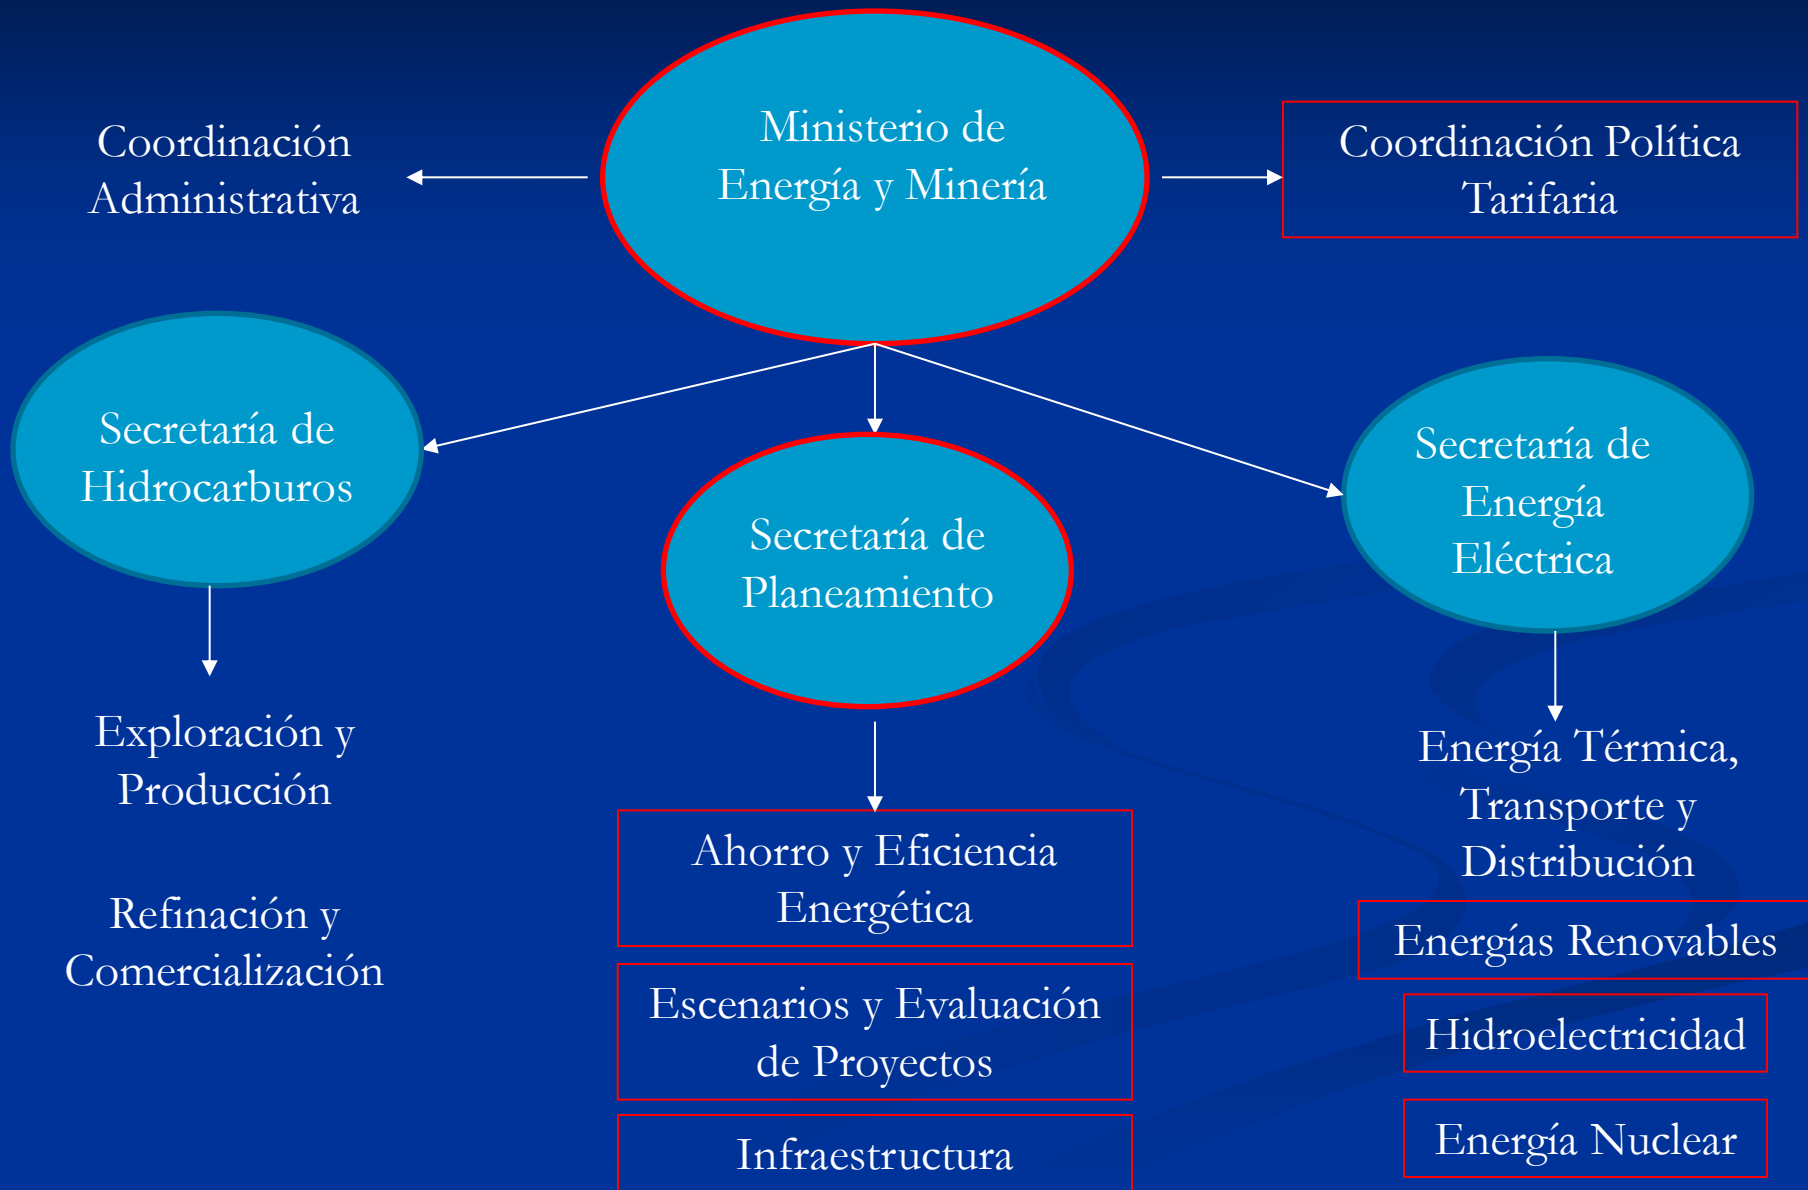 Ministerio de
Energía y Minería
Coordinación
Administrativa
Coordinación Política
Tarifaria
Secretaría de
Hidrocarburos
Secretaría de
Planeamiento
Secretaría de
Energía
Eléctrica
Exploración y
Producción
Refinación y
Comercialización
Ahorro y Eficiencia
Energética
Escenarios y Evaluación
de Proyectos
Infraestructura
Energía Térmica,
Transporte y
Distribución
Energías Renovables
Hidroelectricidad
Energía Nuclear